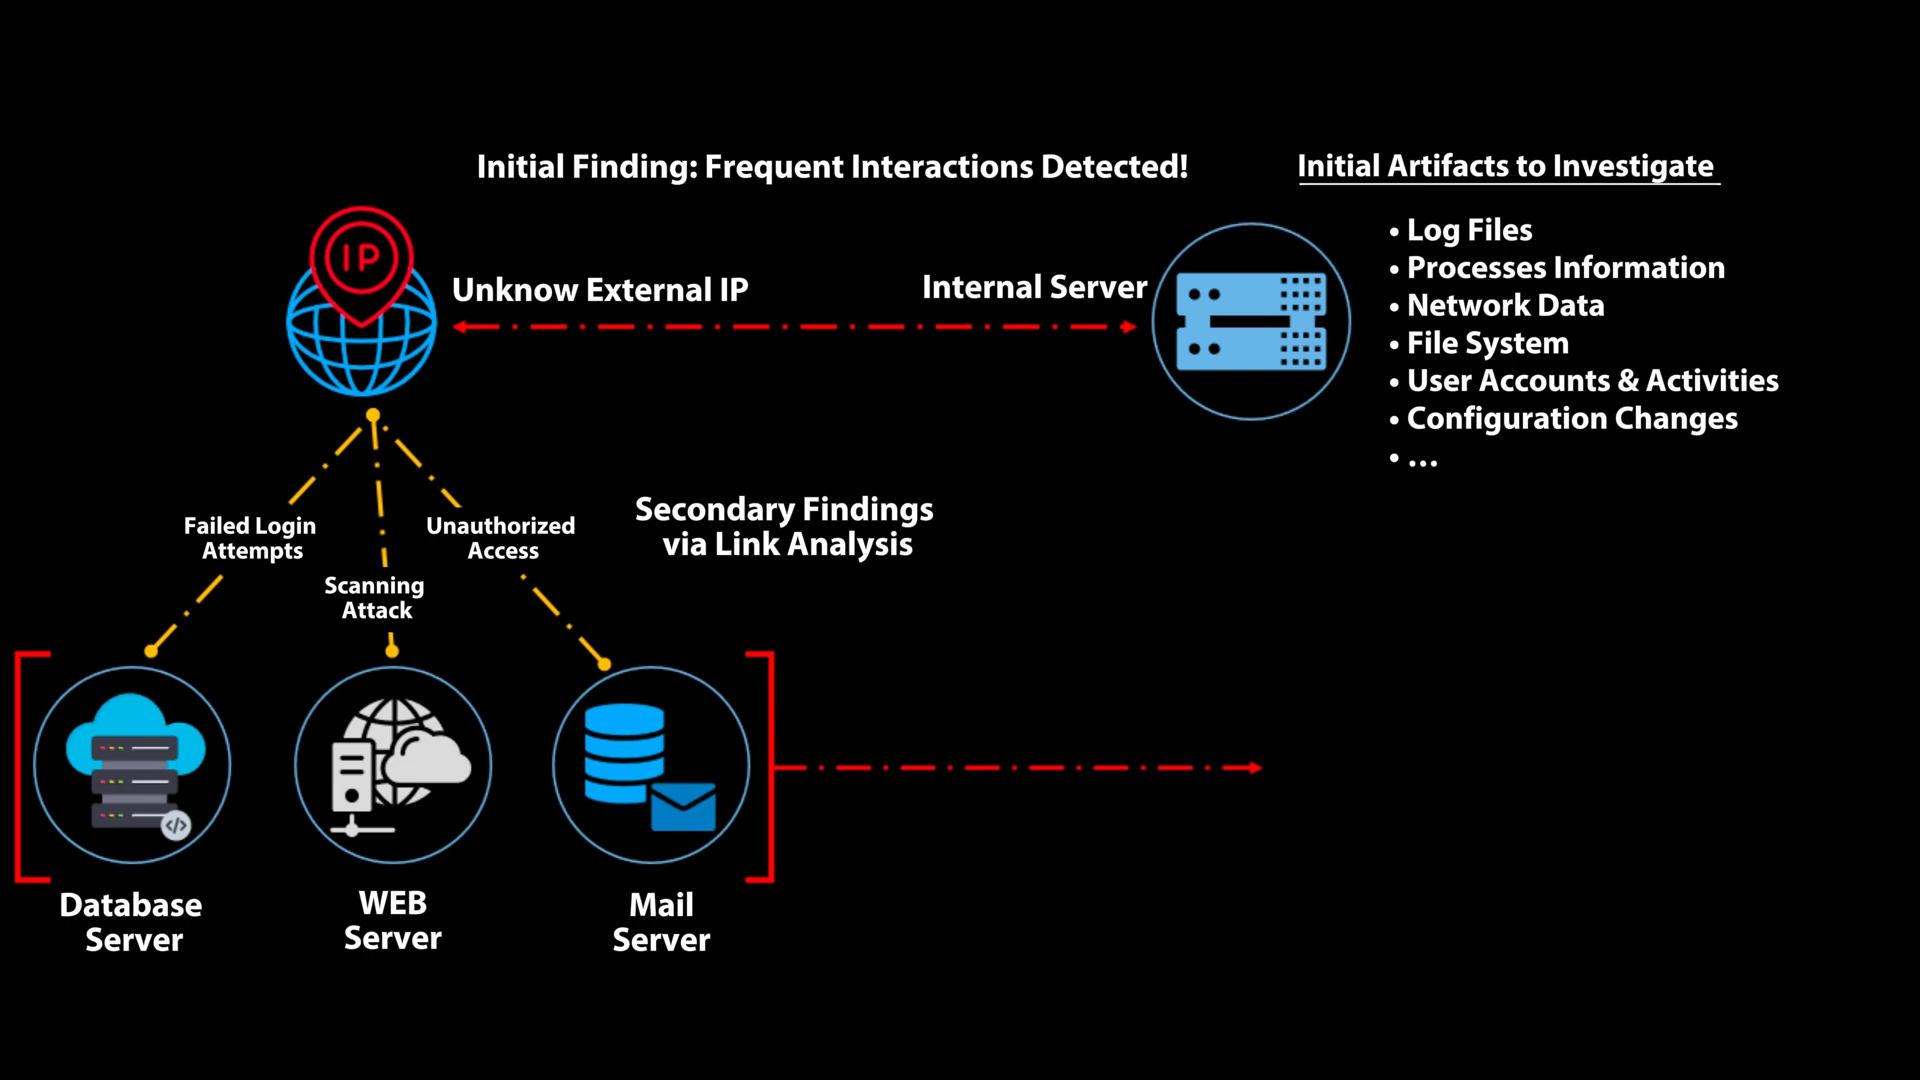 Initial Finding: Frequent Interactions Detected!
Initial Artifacts to Investigate
IP
Unknow External IP
Internal Server
• Log Files
• Processes Information
• Network Data
• File System
• User Accounts & Activities
• Configuration Changes
• ...
Failed Login
Attempts
Scanning
Attack
Unauthorized
Access
Secondary Findings
via Link Analysis
</>
Database
Server
WEB
Server
Mail
Server